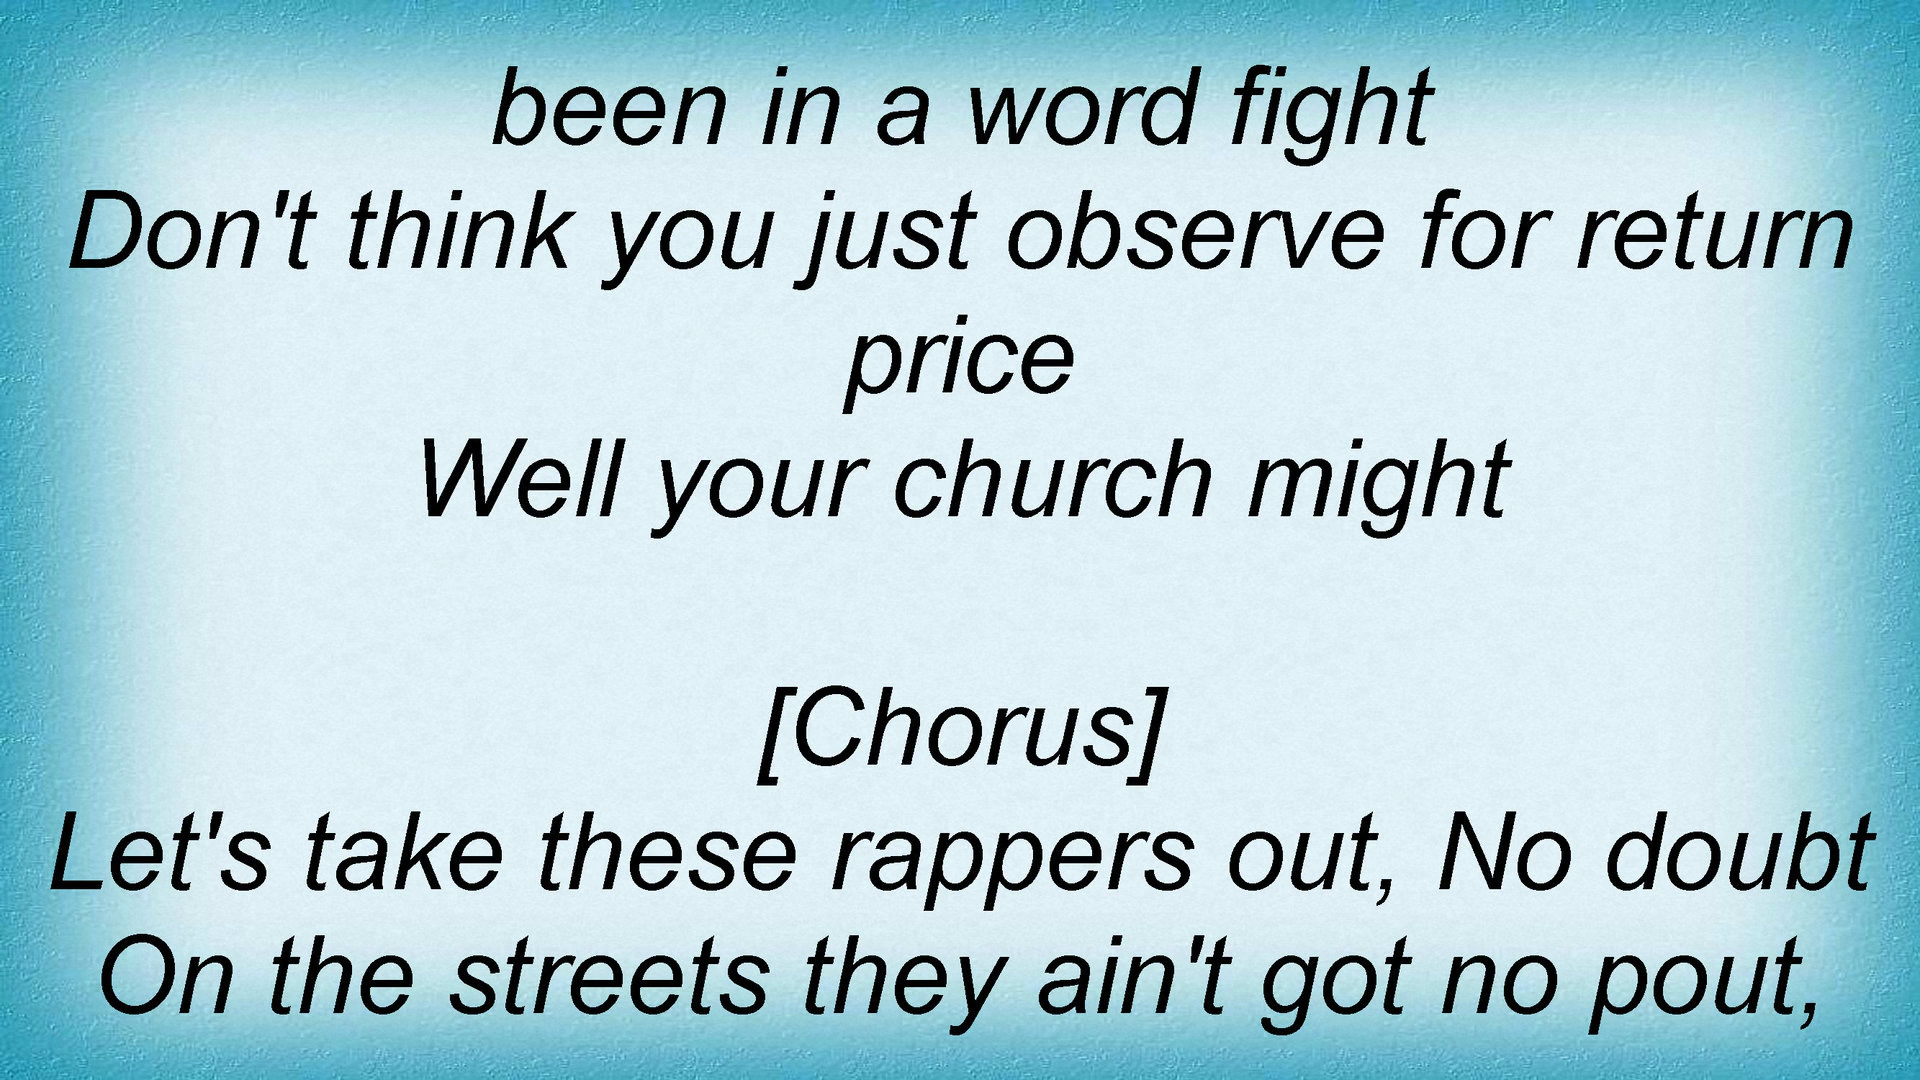 been in a word fight
Don't think you just observe for return
price
Well your church might
[Chorus]
Let's take these rappers out, No doubt
On the streets they ain't got no pout,